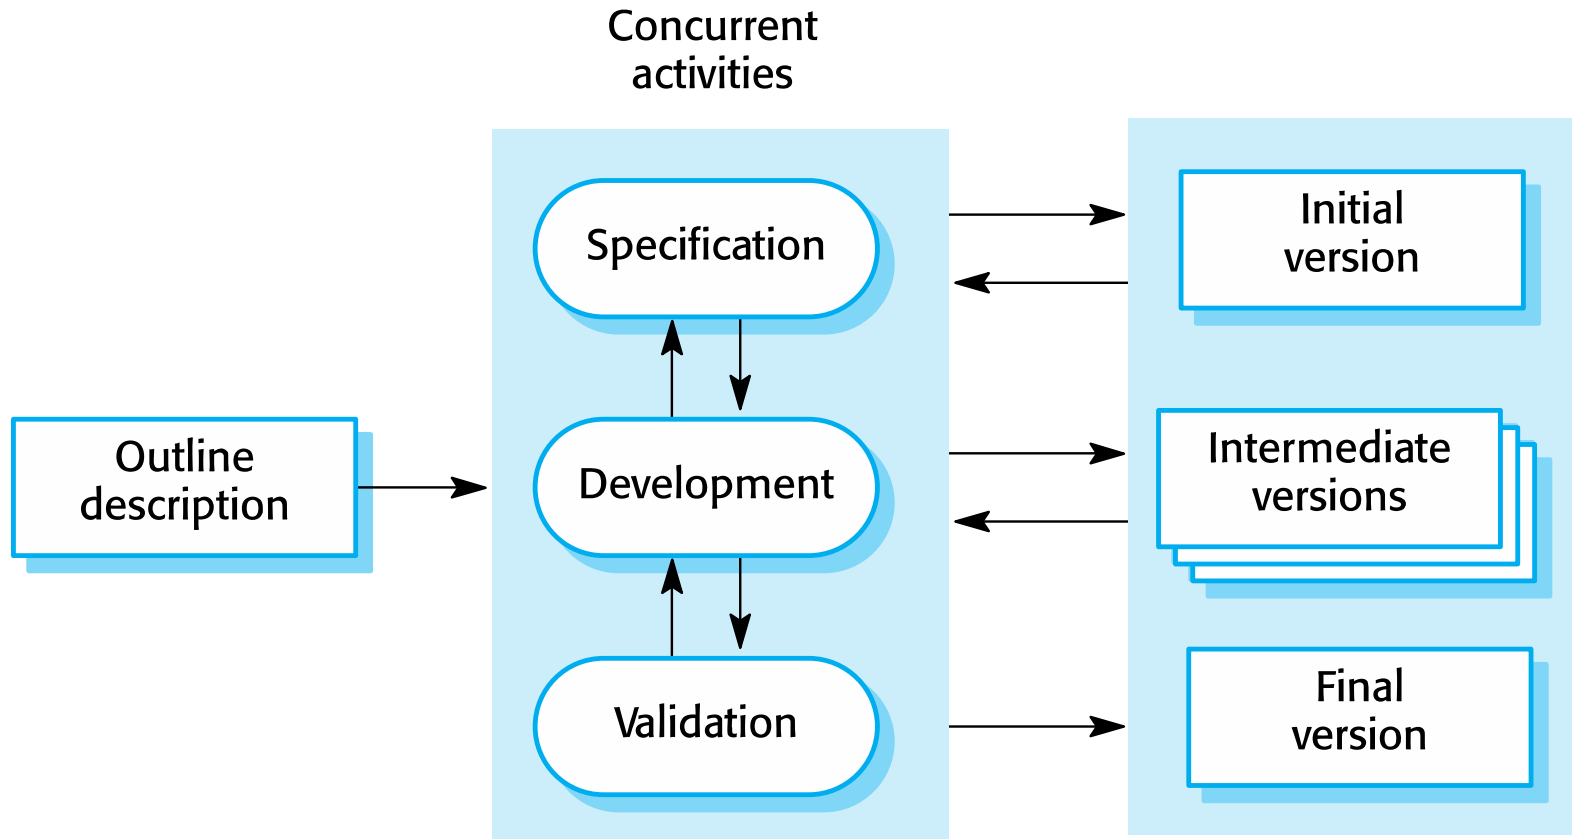 Concurrent
activities
Specification
Initial
version
Outline
description
Development
Intermediate
versions
Validation
Final
version